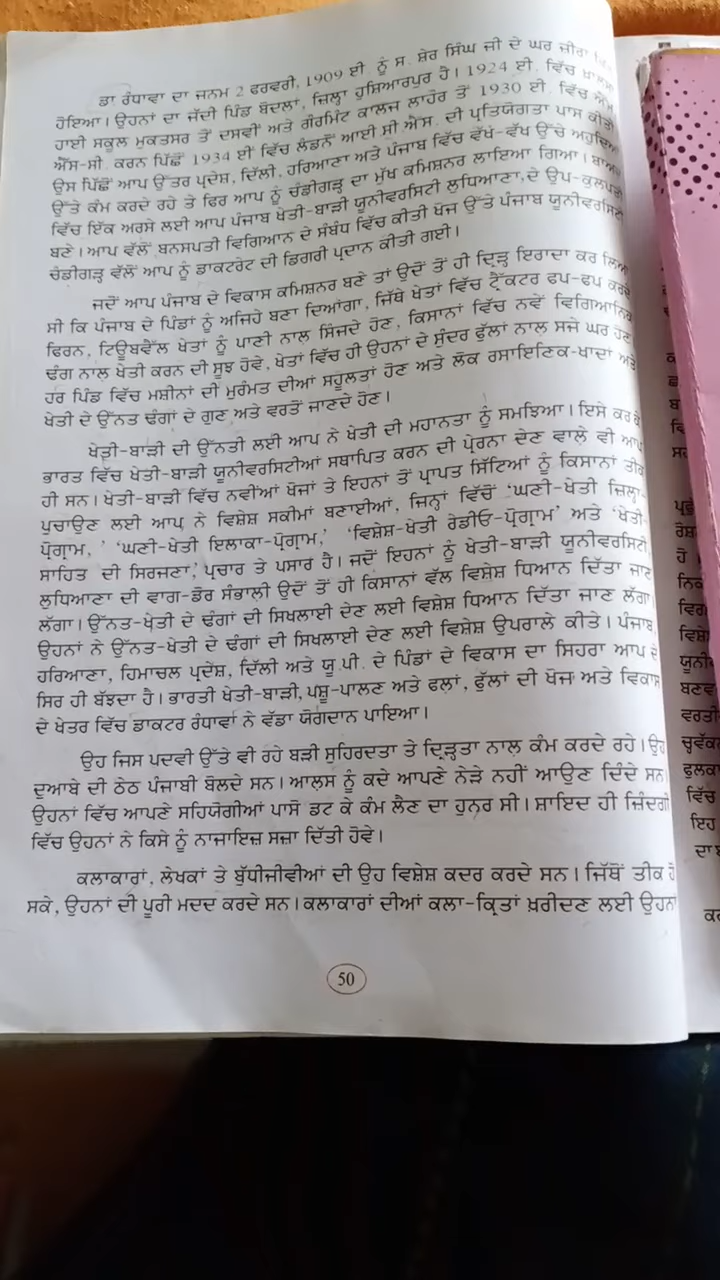 ਡਾ ਰੰਧਾਵਾ ਦਾ ਜਨਮ 2 ਫਰਵਰੀ, 1909 ਈ. ਨੂੰ ਸ. ਸ਼ੇਰ ਸਿੰਘ ਜੀ ਦੇ ਘਰ ਜ਼ੀਰਾ
ਹੋਇਆ। ਉਹਨਾਂ ਦਾ ਜੱਦੀ ਪਿੰਡ ਬੋਦਲਾਂ, ਜ਼ਿਲ੍ਹਾ ਹੁਸ਼ਿਆਰਪੁਰ ਹੈ। 1924 ਈ. ਵਿੱਚ ਖ਼ਾਲਸਾ
ਹਾਈ ਸਕੂਲ ਮੁਕਤਸਰ ਤੋਂ ਦਸਵੀਂ ਅਤੇ ਗੌਰਮਿੰਟ ਕਾਲਜ ਲਾਹੌਰ ਤੋਂ 1930 ਈ. ਵਿੱਚ ਐੱਮ.
ਐੱਸ-ਸੀ. ਕਰਨ ਪਿੱਛੋਂ 1934 ਈ ਵਿੱਚ ਲੰਡਨੋਂ ਆਈ ਸੀ ਐੱਸ. ਦੀ ਪ੍ਰਤਿਯੋਗਤਾ ਪਾਸ ਕੀਤੀ
ਉਸ ਪਿੱਛੋਂ ਆਪ ਉੱਤਰ ਪ੍ਰਦੇਸ਼, ਦਿੱਲੀ, ਹਰਿਆਣਾ ਅਤੇ ਪੰਜਾਬ ਵਿੱਚ ਵੱਖੋ-ਵੱਖ ਉੱਚੇ ਅਹੁਦਿਆਂ
ਉੱਤੇ ਕੰਮ ਕਰਦੇ ਰਹੇ ਤੇ ਫਿਰ ਆਪ ਨੂੰ ਚੰਡੀਗੜ੍ਹ ਦਾ ਮੁੱਖ ਕਮਿਸ਼ਨਰ ਲਾਇਆ ਗਿਆ।
ਵਿੱਚ ਇੱਕ ਅਰਸੇ ਲਈ ਆਪ ਪੰਜਾਬ ਖੇਤੀ-ਬਾੜੀ ਯੂਨੀਵਰਸਿਟੀ ਲੁਧਿਆਣਾ,ਦੇ ਉਪ-ਕੁਲਪਤੀ
ਬਣੇ। ਆਪ ਵੱਲੋਂ ਬਨਸਪਤੀ ਵਿਗਿਆਨ ਦੇ ਸੰਬੰਧ ਵਿੱਚ ਕੀਤੀ ਖੋਜ ਉੱਤੇ ਪੰਜਾਬ ਯੂਨੀਵਰਸਿਟੀ
ਚੰਡੀਗੜ੍ਹ ਵੱਲੋਂ ਆਪ ਨੂੰ ਡਾਕਟਰੇਟ ਦੀ ਡਿਗਰੀ ਪ੍ਰਦਾਨ ਕੀਤੀ ਗਈ।
ਜਦੋਂ ਆਪ ਪੰਜਾਬ ਦੇ ਵਿਕਾਸ ਕਮਿਸ਼ਨਰ ਬਣੇ ਤਾਂ ਉਦੋਂ ਤੋਂ ਹੀ ਦਿੜ੍ਹ ਇਰਾਦਾ ਕਰ ਲਿਆ
ਸੀ ਕਿ ਪੰਜਾਬ ਦੇ ਪਿੰਡਾਂ ਨੂੰ ਅਜਿਹੇ ਬਣਾ ਦਿਆਂਗਾ, ਜਿੱਥੇ ਖੇਤਾਂ ਵਿੱਚ ਟ੍ਰੈੱਕਟਰ ਫਪ-ਫਪ ਕਰਦੇ
ਫਿਰਨ, ਟਿਊਬਵੈੱਲ ਖੇਤਾਂ ਨੂੰ ਪਾਣੀ ਨਾਲ ਸਿੰਜਦੇ ਹੋਣ, ਕਿਸਾਨਾਂ ਵਿੱਚ ਨਵੇਂ ਵਿਗਿਆਨਿਕ
ਢੰਗ ਨਾਲ ਖੇਤੀ ਕਰਨ ਦੀ ਸੂਝ ਹੋਵੇ, ਖੇਤਾਂ ਵਿੱਚ ਹੀ ਉਹਨਾਂ ਦੇ ਸੁੰਦਰ ਫੁੱਲਾਂ ਨਾਲ ਸਜੇ ਘਰ ਹੋਣ
ਹਰ ਪਿੰਡ ਵਿੱਚ ਮਸ਼ੀਨਾਂ ਦੀ ਮੁਰੰਮਤ ਦੀਆਂ ਸਹੂਲਤਾਂ ਹੋਣ ਅਤੇ ਲੋਕ ਰਸਾਇਣਿਕ-ਖਾਦਾਂ ਅਤੇ
ਖੇਤੀ ਦੇ ਉੱਨਤ ਢੰਗਾਂ ਦੇ ਗੁਣ ਅਤੇ ਵਰਤੋਂ ਜਾਣਦੇ ਹੋਣ।
ਖੇਤੀ-ਬਾੜੀ ਦੀ ਉੱਨਤੀ ਲਈ ਆਪ ਨੇ ਖੇਤੀ ਦੀ ਮਹਾਨਤਾ ਨੂੰ ਸਮਝਿਆ। ਇਸੇ ਕਰਕੇ
ਭਾਰਤ ਵਿੱਚ ਖੇਤੀ-ਬਾੜੀ ਯੂਨੀਵਰਸਿਟੀਆਂ ਸਥਾਪਿਤ ਕਰਨ ਦੀ ਪ੍ਰੇਰਨਾ ਦੇਣ ਵਾਲੇ ਵੀ ਆਪ
ਹੀ ਸਨ। ਖੇਤੀ-ਬਾੜੀ ਵਿੱਚ ਨਵੀਂਆਂ ਖੋਜਾਂ ਤੇ ਇਹਨਾਂ ਤੋਂ ਪ੍ਰਾਪਤ ਸਿੱਟਿਆਂ ਨੂੰ ਕਿਸਾਨਾਂ ਤੀਕ
ਪੁਚਾਉਣ ਲਈ ਆਪ ਨੇ ਵਿਸ਼ੇਸ਼ ਸਕੀਮਾਂ ਬਣਾਈਆਂ, ਜਿਨ੍ਹਾਂ ਵਿੱਚੋਂ ‘ਘਣੀ-ਖੇਤੀ ਜ਼ਿਲ੍ਹਾ-
ਪ੍ਰੋਗ੍ਰਾਮ, ’ ‘ਘਣੀ-ਖੇਤੀ ਇਲਾਕਾ-ਪ੍ਰੋਗ੍ਰਾਮ,’ ‘ਵਿਸ਼ੇਸ਼-ਖੇਤੀ ਰੇਡੀਓ-ਪ੍ਰੋਗ੍ਰਾਮ’ ਅਤੇ ‘ਖੇਤੀ-
ਸਾਹਿਤ ਦੀ ਸਿਰਜਣਾ’, ਪ੍ਰਚਾਰ ਤੇ ਪਸਾਰ ਹੈ। ਜਦੋਂ ਇਹਨਾਂ ਨੂੰ ਖੇਤੀ-ਬਾੜੀ ਯੂਨੀਵਰਸਿਟੀ
ਲੁਧਿਆਣਾ ਦੀ ਵਾਗ-ਡੋਰ ਸੰਭਾਲੀ ਉਦੋਂ ਤੋਂ ਹੀ ਕਿਸਾਨਾਂ ਵੱਲ ਵਿਸ਼ੇਸ਼ ਧਿਆਨ ਦਿੱਤਾ ਜਾਣ
ਲੱਗਾ। ਉੱਨਤ-ਖੇਤੀ ਦੇ ਢੰਗਾਂ ਦੀ ਸਿਖਲਾਈ ਦੇਣ ਲਈ ਵਿਸ਼ੇਸ਼ ਧਿਆਨ ਦਿੱਤਾ ਜਾਣ ਲੱਗਾ।
ਉਹਨਾਂ ਨੇ ਉੱਨਤ-ਖੇਤੀ ਦੇ ਢੰਗਾਂ ਦੀ ਸਿਖਲਾਈ ਦੇਣ ਲਈ ਵਿਸ਼ੇਸ਼ ਉਪਰਾਲੇ ਕੀਤੇ। ਪੰਜਾਬ,
ਹਰਿਆਣਾ, ਹਿਮਾਚਲ ਪ੍ਰਦੇਸ਼, ਦਿੱਲੀ ਅਤੇ ਯੂ.ਪੀ. ਦੇ ਪਿੰਡਾਂ ਦੇ ਵਿਕਾਸ ਦਾ ਸਿਹਰਾ ਆਪ ਦੇ
ਸਿਰ ਹੀ ਬੱਝਦਾ ਹੈ। ਭਾਰਤੀ ਖੇਤੀ-ਬਾੜੀ, ਪਸ਼ੂ-ਪਾਲਣ ਅਤੇ ਫਲਾਂ, ਫੁੱਲਾਂ ਦੀ ਖੋਜ ਅਤੇ ਵਿਕਾਸ
ਦੇ ਖੇਤਰ ਵਿੱਚ ਡਾਕਟਰ ਰੰਧਾਵਾ ਨੇ ਵੱਡਾ ਯੋਗਦਾਨ ਪਾਇਆ।
ਉਹ ਜਿਸ ਪਦਵੀ ਉੱਤੇ ਵੀ ਰਹੇ ਬੜੀ ਸੁਹਿਰਦਤਾ ਤੇ ਦ੍ਰਿੜ੍ਹਤਾ ਨਾਲ ਕੰਮ ਕਰਦੇ ਰਹੇ। ਉਹ
ਦੁਆਬੇ ਦੀ ਠੇਠ ਪੰਜਾਬੀ ਬੋਲਦੇ ਸਨ। ਆਲਸ ਨੂੰ ਕਦੇ ਆਪਣੇ ਨੇੜੇ ਨਹੀਂ ਆਉਣ ਦਿੰਦੇ ਸਨ।
ਉਹਨਾਂ ਵਿੱਚ ਆਪਣੇ ਸਹਿਯੋਗੀਆਂ ਪਾਸੋਂ ਡਟ ਕੇ ਕੰਮ ਲੈਣ ਦਾ ਹੁਨਰ ਸੀ। ਸ਼ਾਇਦ ਹੀ ਜ਼ਿੰਦਗੀ
ਵਿੱਚ ਉਹਨਾਂ ਨੇ ਕਿਸੇ ਨੂੰ ਨਾਜਾਇਜ਼ ਸਜ਼ਾ ਦਿੱਤੀ ਹੋਵੇ।
ਕਲਾਕਾਰਾਂ, ਲੇਖਕਾਂ ਤੇ ਬੁੱਧੀਜੀਵੀਆਂ ਦੀ ਉਹ ਵਿਸ਼ੇਸ਼ ਕਦਰ ਕਰਦੇ ਸਨ। ਜਿੱਥੋਂ ਤੀਕ ਹੋ
ਸਕੇ, ਉਹਨਾਂ ਦੀ ਪੂਰੀ ਮਦਦ ਕਰਦੇ ਸਨ। ਕਲਾਕਾਰਾਂ ਦੀਆਂ ਕਲਾ-ਕ੍ਰਿਤਾਂ ਖ਼ਰੀਦਣ ਲਈ ਉਹਨਾਂ
50